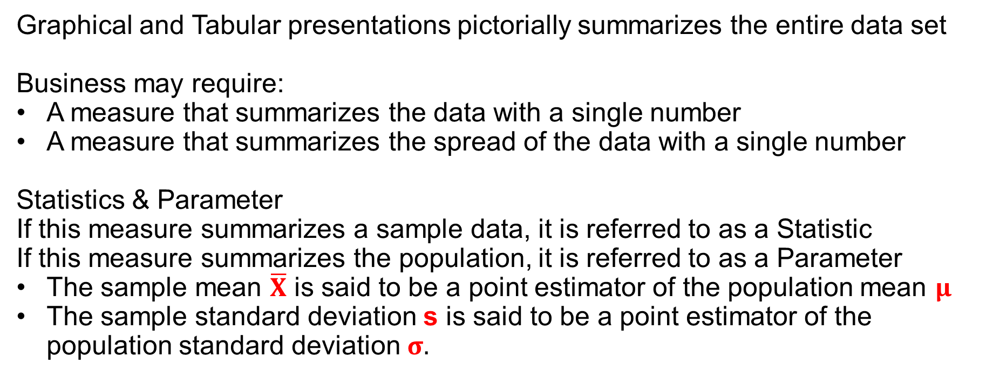 Graphical and Tabular presentations pictorially summarizes the entire data set
Business may require:
• A measure that summarizes the data with a single number
• A measure that summarizes the spread of the data with a single number
Statistics & Parameter
If this measure summarizes a sample data, it is referred to as a Statistic
If this measure summarizes the population, it is referred to as a Parameter
• The sample mean X̅ is said to be a point estimator of the population mean μ
• The sample standard deviation s is said to be a point estimator of the
population standard deviation σ.